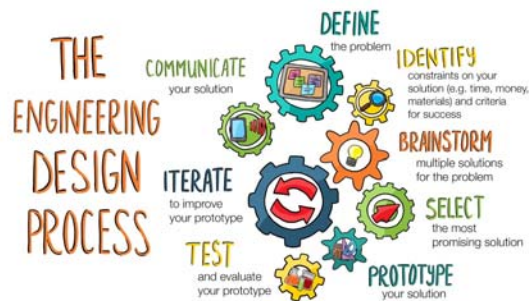 THE
ENGINEERING
DESIGN
PROCESS
DEFINE
the problem
IDENTIFY
constraints on your
solution (e.g. time, money,
materials) and criteria
for success
BRAINSTORM
multiple solutions
for the problem
SELECT
the most
promising solution
PROTOTYPE
your solution
TEST
and evaluate
your prototype
ITERATE
to improve
your prototype
COMMUNICATE
your solution